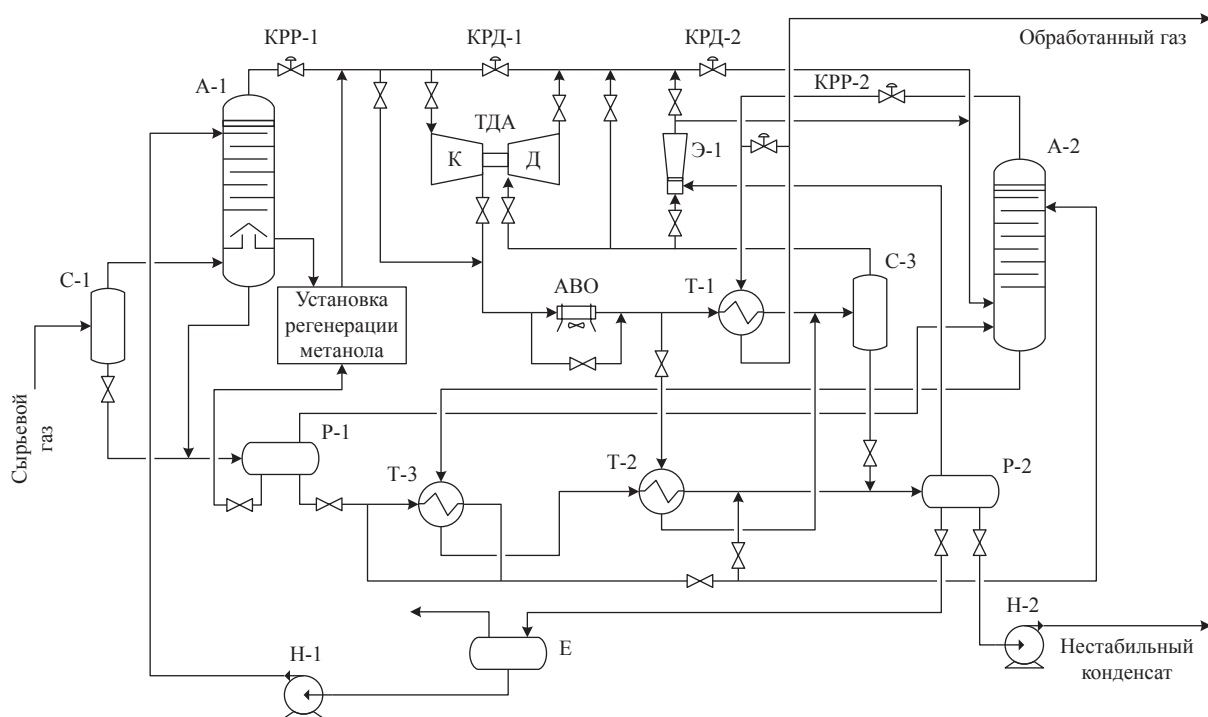 КРР-1
КРД-1
КРД-2
Обработанный газ
А-1
КРР-2
ТДА
К
Д
Э-1
А-2
С-1
С-3
АВО
Т-1
Установка
регенерации
метанола
Сырьевой
газ
Р-1
Т-3
Т-2
Р-2
Н-2
Е
Н-1
Нестабильный
конденсат